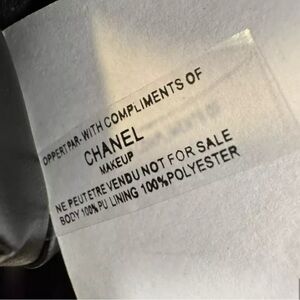 OPPERT PAR-WITH COMPLIMENTS OF
CHANEL
MAKEUP
NE PEUT ETRE VENDU NOT FOR SALE
BODY 100% PU LINING 100% POLYESTER